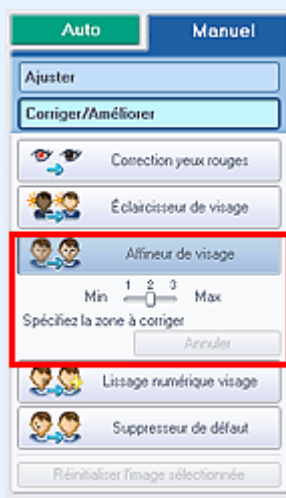 Auto Manuel
Ajuster
Corriger/Améliorer
Correction yeux rouges
Éclaircisseur de visage
Affineur de visage
1 2 3
Min Max
Spécifiez la zone à corriger
Annuler
Lissage numérique visage
Suppresseur de défaut
Réinitialiser l'image sélectionnée